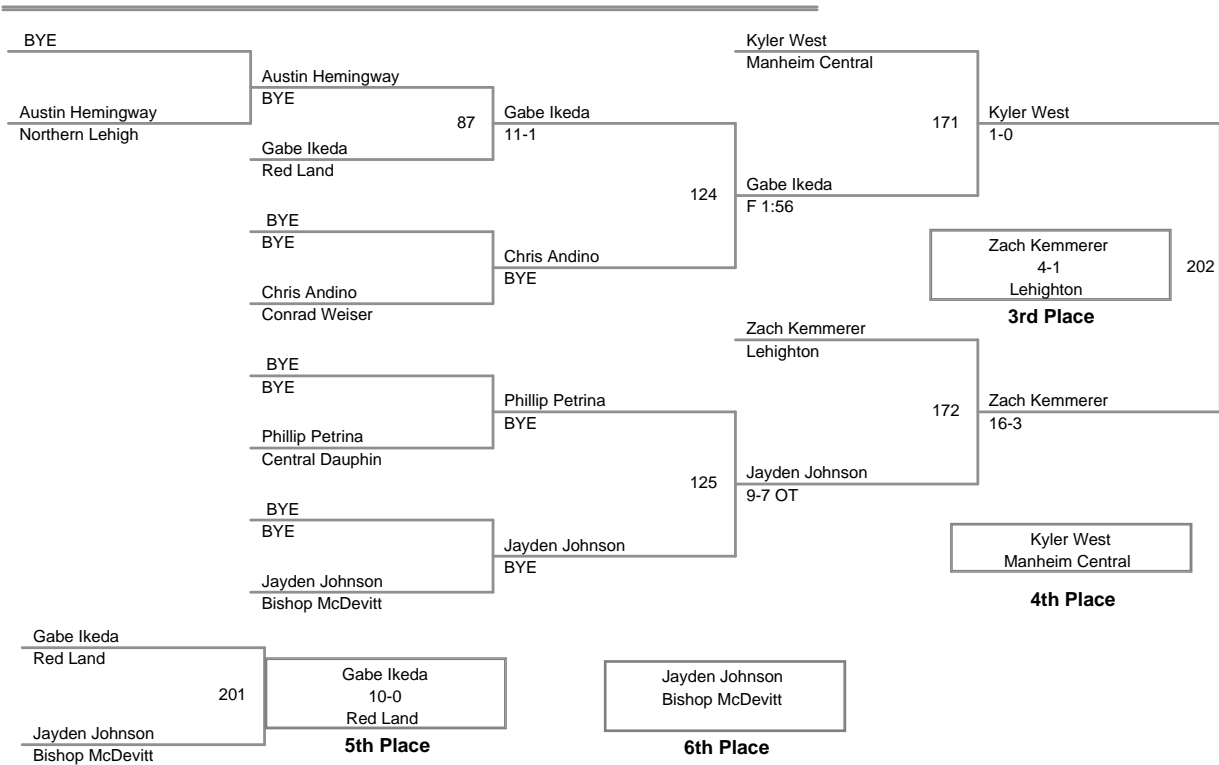 BYE
Austin Hemingway
Northern Lehigh
Austin Hemingway
BYE
87
Gabe Ikeda
Red Land
Gabe Ikeda
11-1
BYE
BYE
Chris Andino
Conrad Weiser
Chris Andino
BYE
124
Gabe Ikeda
F 1:56
Kyler West
Manheim Central
171
Kyler West
1-0
BYE
BYE
Phillip Petrina
Central Dauphin
Phillip Petrina
BYE
BYE
BYE
Jayden Johnson
Bishop McDevitt
Jayden Johnson
BYE
125
Jayden Johnson
9-7 OT
Zach Kemmerer
Lehighton
172
Zach Kemmerer
16-3
Zach Kemmerer
4-1
Lehighton
202
3rd Place
Kyler West
Manheim Central
4th Place
Gabe Ikeda
Red Land
201
Jayden Johnson
Bishop McDevitt
Gabe Ikeda
10-0
Red Land
5th Place
Jayden Johnson
Bishop McDevitt
6th Place